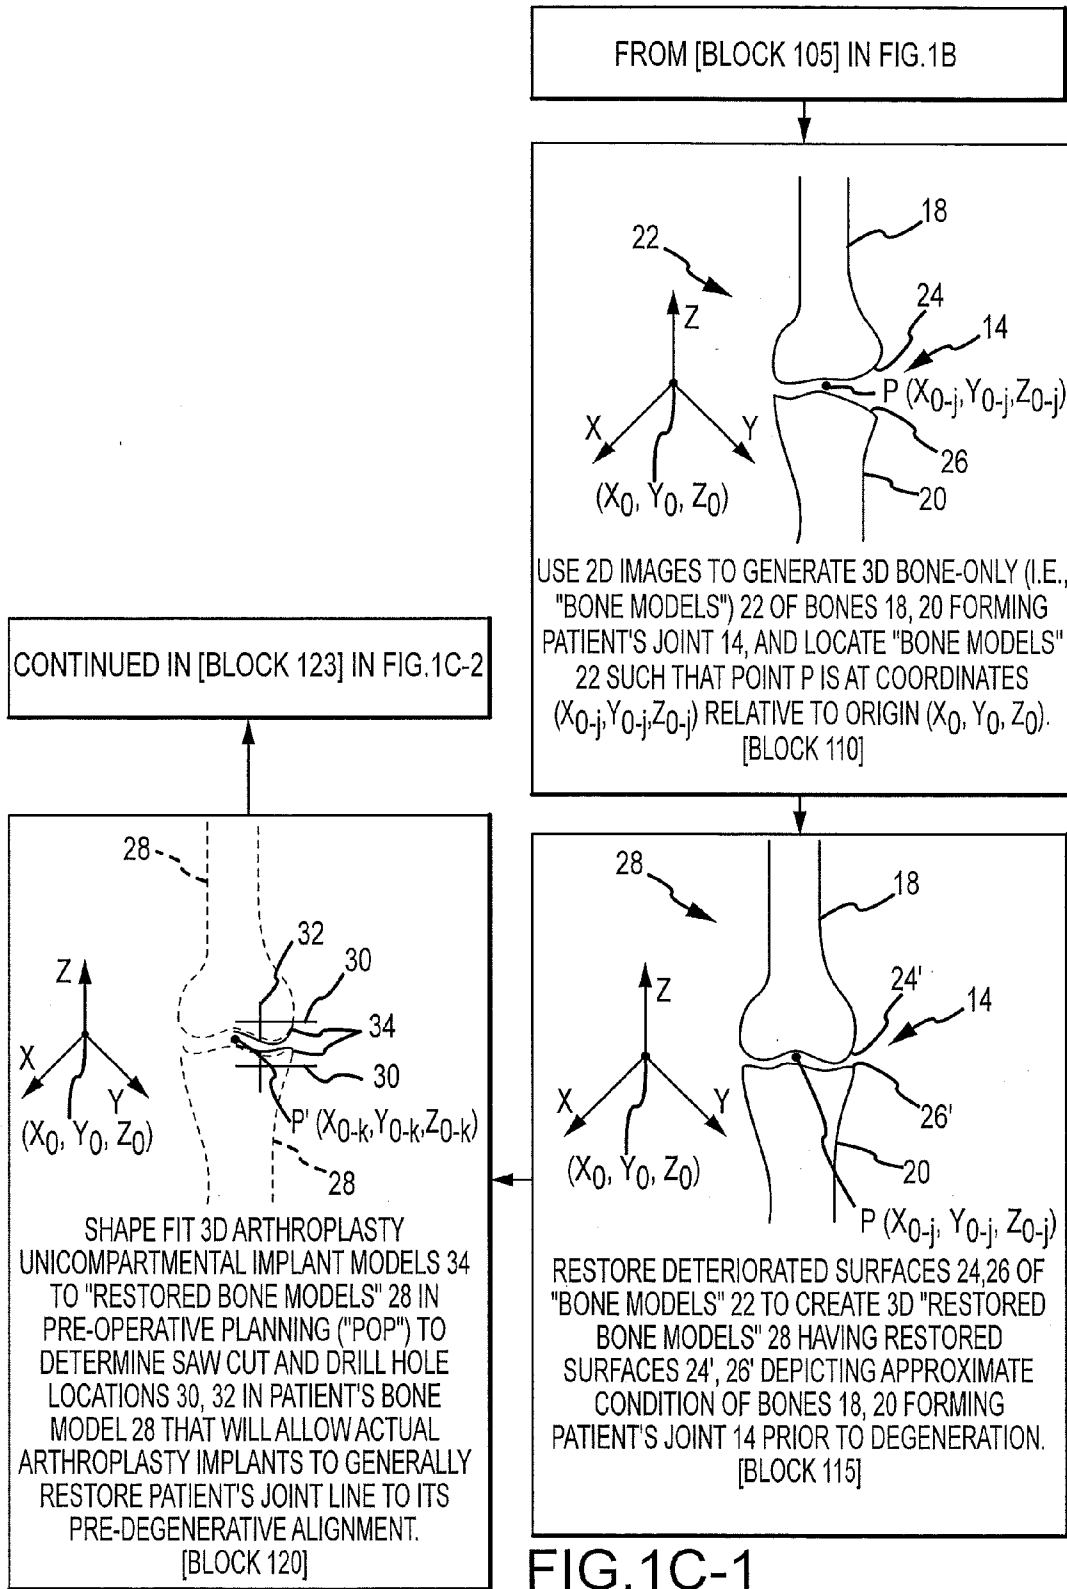 FROM [BLOCK 105] IN FIG.1B
18
22
24
Z
14
P (X0-j,Y0-j,Z0-j)
X
Y
26
(X0, Y0, Z0)
20
USE 2D IMAGES TO GENERATE 3D BONE-ONLY (I.E.,
"BONE MODELS") 22 OF BONES 18, 20 FORMING
PATIENT'S JOINT 14, AND LOCATE "BONE MODELS"
22 SUCH THAT POINT P IS AT COORDINATES
(X0-j,Y0-j,Z0-j) RELATIVE TO ORIGIN (X0, Y0, Z0).
[BLOCK 110]
28
18
24'
Z
14
X
Y
26'
(X0, Y0, Z0)
20
P (X0-j, Y0-j, Z0-j)
RESTORE DETERIORATED SURFACES 24,26 OF
"BONE MODELS" 22 TO CREATE 3D "RESTORED
BONE MODELS" 28 HAVING RESTORED
SURFACES 24', 26' DEPICTING APPROXIMATE
CONDITION OF BONES 18, 20 FORMING
PATIENT'S JOINT 14 PRIOR TO DEGENERATION.
[BLOCK 115]
28
32
30
Z
34
X
Y
30
P' (X0-k,Y0-k,Z0-k)
(X0, Y0, Z0)
28
SHAPE FIT 3D ARTHROPLASTY
UNICOMPARTMENTAL IMPLANT MODELS 34
TO "RESTORED BONE MODELS" 28 IN
PRE-OPERATIVE PLANNING ("POP") TO
DETERMINE SAW CUT AND DRILL HOLE
LOCATIONS 30, 32 IN PATIENT'S BONE
MODEL 28 THAT WILL ALLOW ACTUAL
ARTHROPLASTY IMPLANTS TO GENERALLY
RESTORE PATIENT'S JOINT LINE TO ITS
PRE-DEGENERATIVE ALIGNMENT.
[BLOCK 120]
CONTINUED IN [BLOCK 123] IN FIG.1C-2
FIG.1C-1